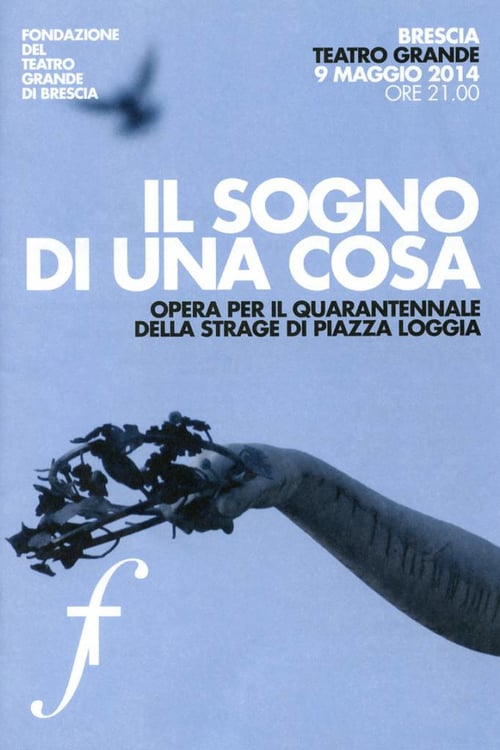 FONDAZIONE
DEL
TEATRO
GRANDE
DI BRESCIA
BRESCIA
TEATRO GRANDE
9 MAGGIO 2014
ORE 21.00
IL SOGNO
DI UNA COSA
OPERA PER IL QUARANTENNALE
DELLA STRAGE DI PIAZZA LOGGIA
f